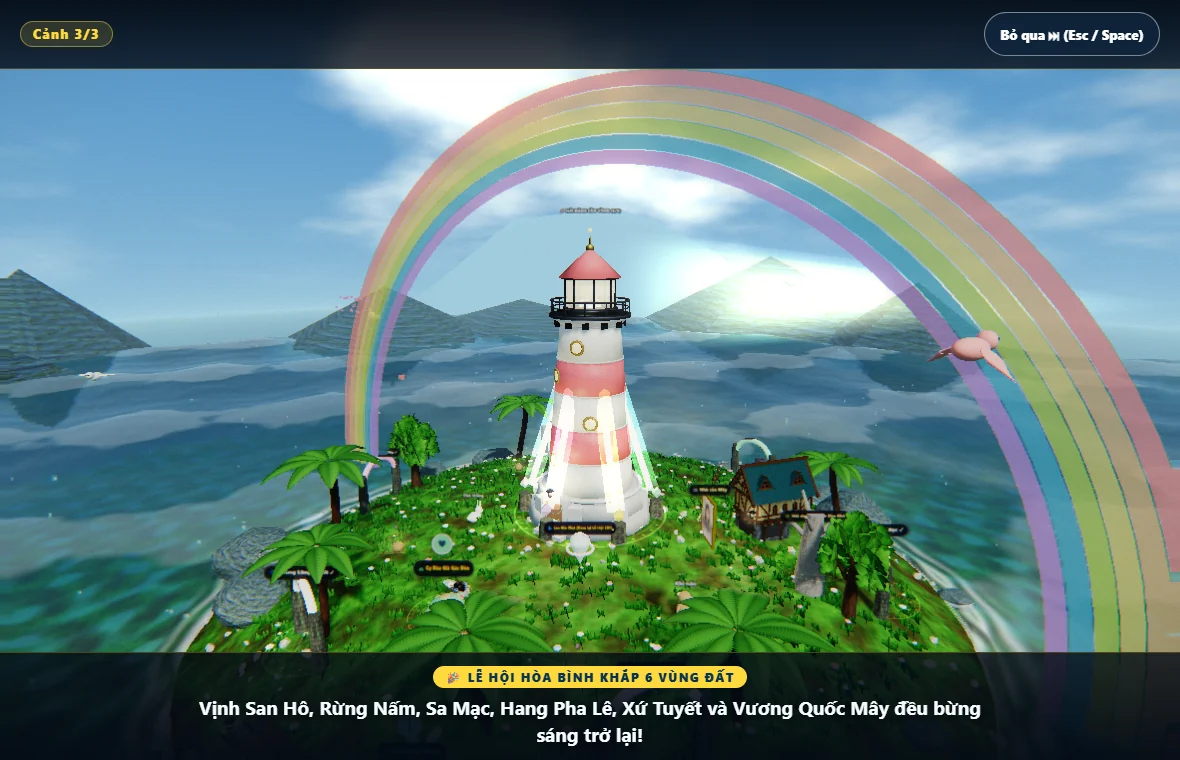 Cảnh 3/3
Bỏ qua ⏭ (Esc / Space)
🎉 LỄ HỘI HÒA BÌNH KHẮP 6 VÙNG ĐẤT
Vịnh San Hô, Rừng Nấm, Sa Mạc, Hang Pha Lê, Xứ Tuyết và Vương Quốc Mây đều bừng
sáng trở lại!